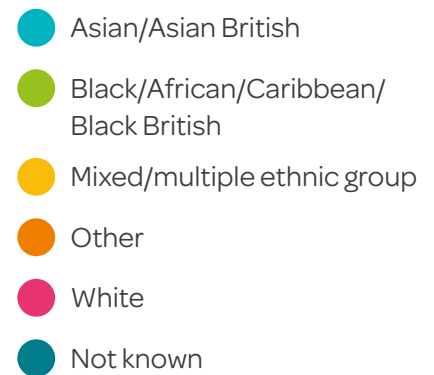 Asian/Asian British
Black/African/Caribbean/
Black British
Mixed/multiple ethnic group
Other
White
Not known